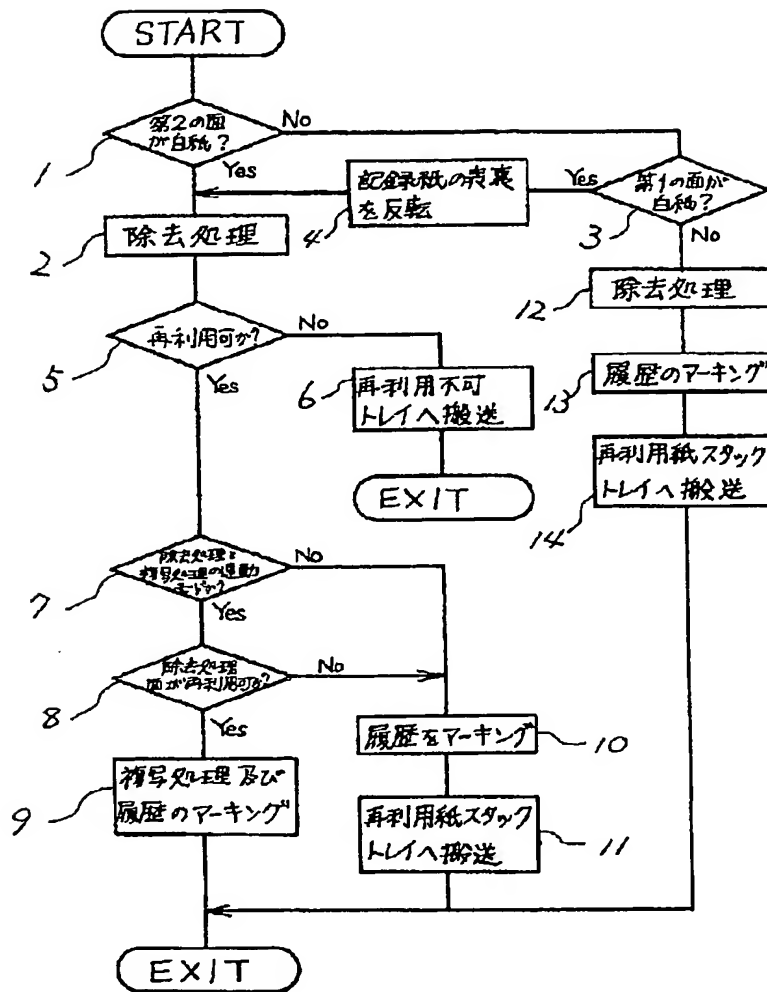 START
第2の面
が白紙?
No
Yes
1
記録紙の表裏
を反転
4
Yes
第1の面が
白紙?
3
No
除去処理
2
除去処理
12
再利用可か?
No
5
Yes
再利用不可
トレイへ搬送
6
履歴のマーキング
13
EXIT
再利用紙スタック
トレイへ搬送
14
除去処理と
複写処理の連動
モードか?
No
7
Yes
除去処理
面が再利用可か?
No
8
Yes
履歴をマーキング
10
複写処理及び
履歴のマーキング
9
再利用紙スタック
トレイへ搬送
11
EXIT